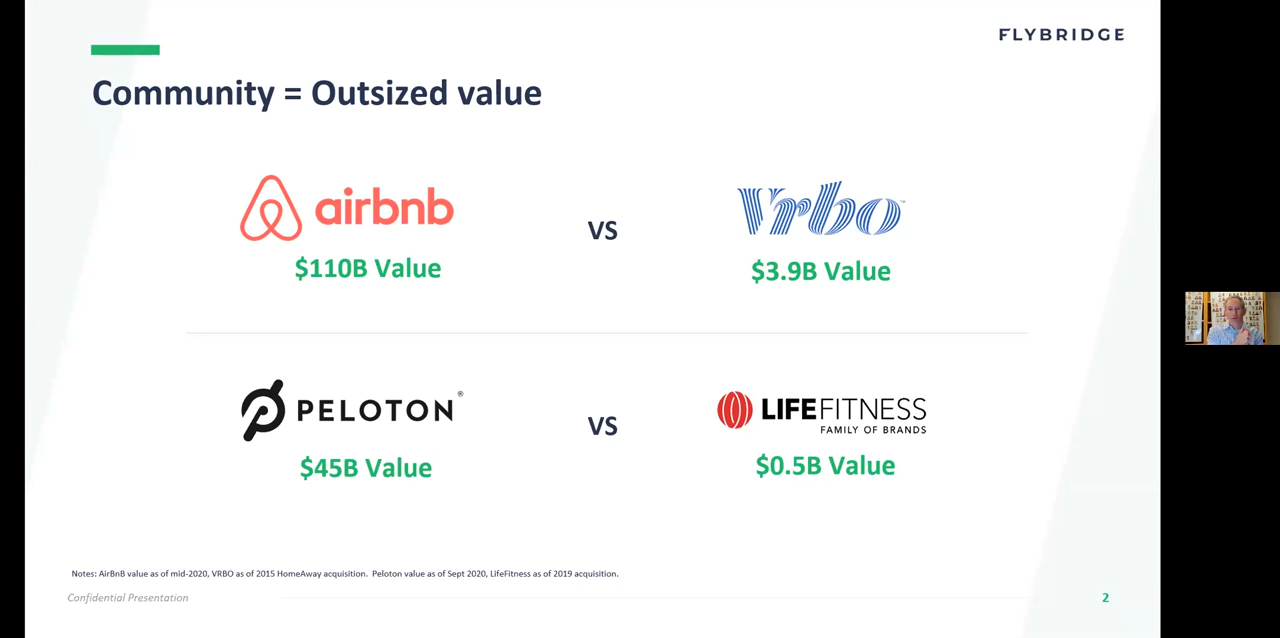 FLYBRIDGE
Community = Outsized value
airbnb
$110B Value
VS
Vrbo™
$3.9B Value
PELOTON®
$45B Value
VS
LIFEFITNESS
FAMILY OF BRANDS
$0.5B Value
Notes: AirBnB value as of mid-2020, VRBO as of 2015 HomeAway acquisition. Peloton value as of Sept 2020, LifeFitness as of 2019 acquisition.
Confidential Presentation
2